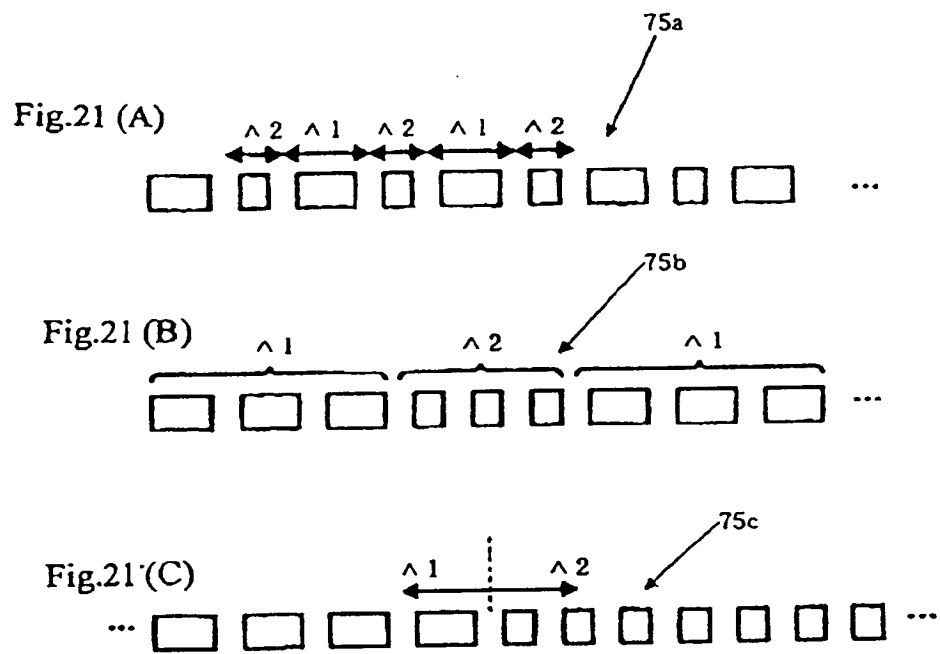 75a
Fig.21 (A)
∧ 2 ∧ 1 ∧ 2 ∧ 1 ∧ 2
...
75b
Fig.21 (B)
∧ 1 ∧ 2 ∧ 1
...
75c
Fig.21 (C)
∧ 1 ∧ 2
... ...